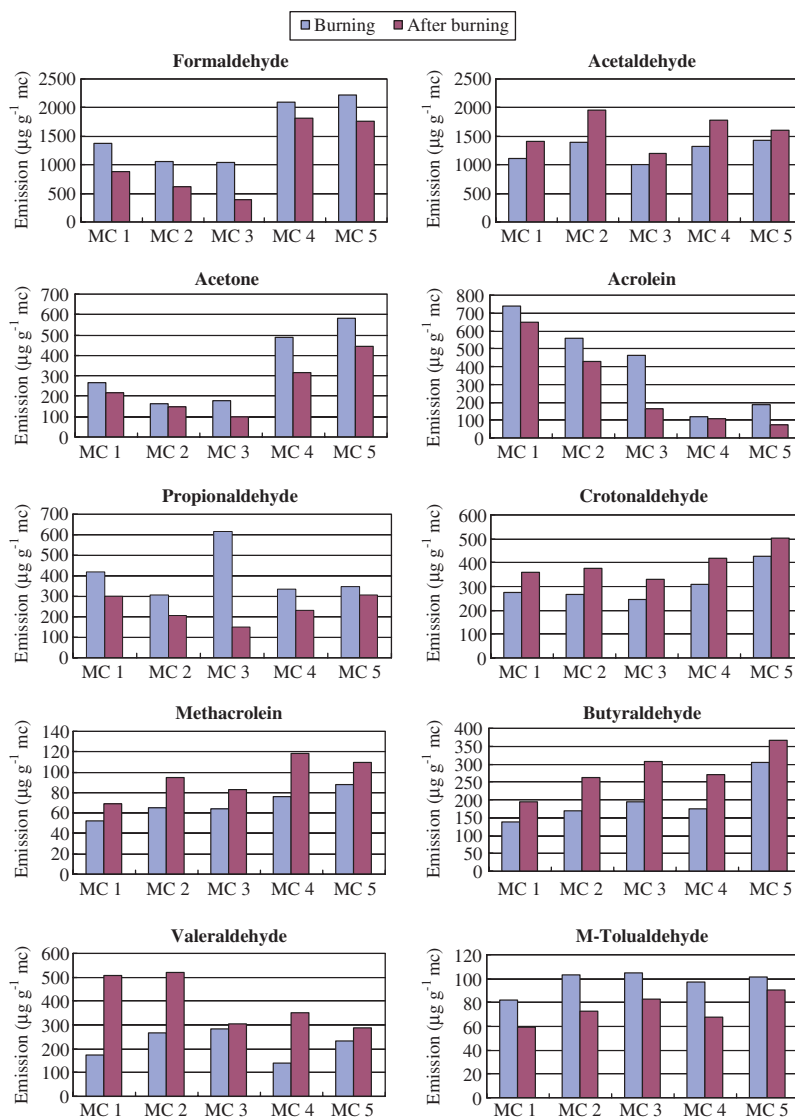 Burning After burning
Formaldehyde
Emission (µg g⁻¹ mc)
2500
2000
1500
1000
500
0
MC 1 MC 2 MC 3 MC 4 MC 5
Acetaldehyde
Emission (µg g⁻¹ mc)
2500
2000
1500
1000
500
0
MC 1 MC 2 MC 3 MC 4 MC 5
Acetone
Emission (µg g⁻¹ mc)
700
600
500
400
300
200
100
0
MC 1 MC 2 MC 3 MC 4 MC 5
Acrolein
Emission (µg g⁻¹ mc)
800
700
600
500
400
300
200
100
0
MC 1 MC 2 MC 3 MC 4 MC 5
Propionaldehyde
Emission (µg g⁻¹ mc)
700
600
500
400
300
200
100
0
MC 1 MC 2 MC 3 MC 4 MC 5
Crotonaldehyde
Emission (µg g⁻¹ mc)
600
500
400
300
200
100
0
MC 1 MC 2 MC 3 MC 4 MC 5
Methacrolein
Emission (µg g⁻¹ mc)
140
120
100
80
60
40
20
0
MC 1 MC 2 MC 3 MC 4 MC 5
Butyraldehyde
Emission (µg g⁻¹ mc)
400
350
300
250
200
150
100
50
0
MC 1 MC 2 MC 3 MC 4 MC 5
Valeraldehyde
Emission (µg g⁻¹ mc)
600
500
400
300
200
100
0
MC 1 MC 2 MC 3 MC 4 MC 5
M-Tolualdehyde
Emission (µg g⁻¹ mc)
120
100
80
60
40
20
0
MC 1 MC 2 MC 3 MC 4 MC 5